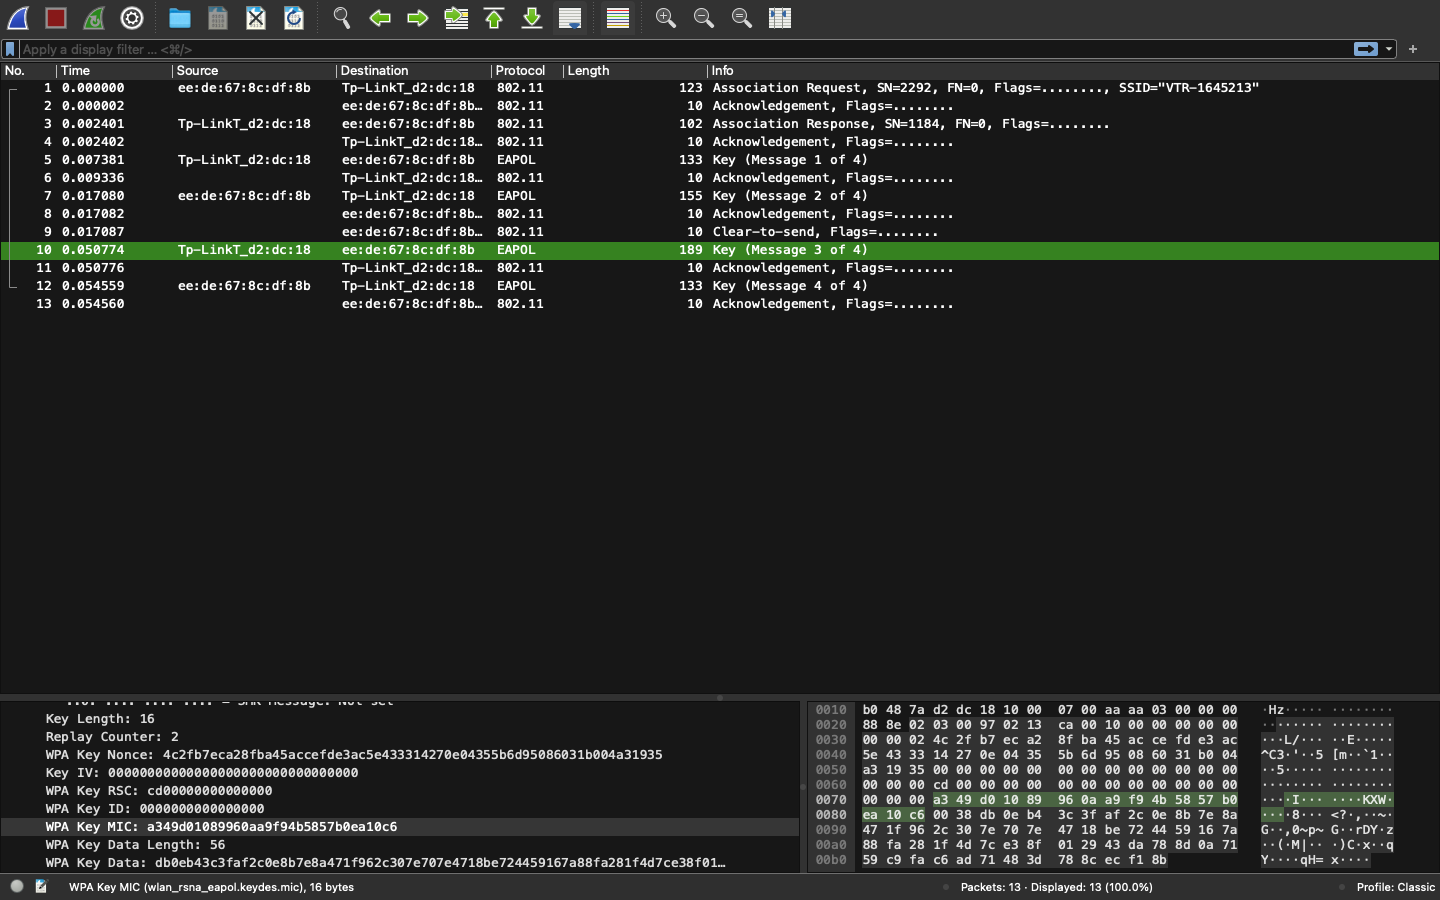 Apply a display filter ... <⌘/>
No. Time Source Destination Protocol Length Info
1 0.000000 ee:de:67:8c:df:8b Tp-LinkT_d2:dc:18 802.11 123 Association Request, SN=2292, FN=0, Flags=........, SSID="VTR-1645213"
2 0.000002 ee:de:67:8c:df:8b… 802.11 10 Acknowledgement, Flags=........
3 0.002401 Tp-LinkT_d2:dc:18 ee:de:67:8c:df:8b 802.11 102 Association Response, SN=1184, FN=0, Flags=........
4 0.002402 Tp-LinkT_d2:dc:18… 802.11 10 Acknowledgement, Flags=........
5 0.007381 Tp-LinkT_d2:dc:18 ee:de:67:8c:df:8b EAPOL 133 Key (Message 1 of 4)
6 0.009336 Tp-LinkT_d2:dc:18… 802.11 10 Acknowledgement, Flags=........
7 0.017080 ee:de:67:8c:df:8b Tp-LinkT_d2:dc:18 EAPOL 155 Key (Message 2 of 4)
8 0.017082 ee:de:67:8c:df:8b… 802.11 10 Acknowledgement, Flags=........
9 0.017087 ee:de:67:8c:df:8b… 802.11 10 Clear-to-send, Flags=........
10 0.050774 Tp-LinkT_d2:dc:18 ee:de:67:8c:df:8b EAPOL 189 Key (Message 3 of 4)
11 0.050776 Tp-LinkT_d2:dc:18… 802.11 10 Acknowledgement, Flags=........
12 0.054559 ee:de:67:8c:df:8b Tp-LinkT_d2:dc:18 EAPOL 133 Key (Message 4 of 4)
13 0.054560 ee:de:67:8c:df:8b… 802.11 10 Acknowledgement, Flags=........
..0. .... .... .... = SMK Message: Not set
Key Length: 16
Replay Counter: 2
WPA Key Nonce: 4c2fb7eca28fba45accefde3ac5e433314270e04355b6d95086031b004a31935
Key IV: 00000000000000000000000000000000
WPA Key RSC: cd00000000000000
WPA Key ID: 0000000000000000
WPA Key MIC: a349d01089960aa9f94b5857b0ea10c6
WPA Key Data Length: 56
WPA Key Data: db0eb43c3faf2c0e8b7e8a471f962c307e707e4718be724459167a88fa281f4d7ce38f01…
0010 b0 48 7a d2 dc 18 10 00 07 00 aa aa 03 00 00 00 ·Hz····· ········
0020 88 8e 02 03 00 97 02 13 ca 00 10 00 00 00 00 00 ········ ········
0030 00 00 02 4c 2f b7 ec a2 8f ba 45 ac ce fd e3 ac ···L/··· ··E·····
0040 5e 43 33 14 27 0e 04 35 5b 6d 95 08 60 31 b0 04 ^C3·'··5 [m··`1··
0050 a3 19 35 00 00 00 00 00 00 00 00 00 00 00 00 00 ··5····· ········
0060 00 00 00 cd 00 00 00 00 00 00 00 00 00 00 00 00 ········ ········
0070 00 00 00 a3 49 d0 10 89 96 0a a9 f9 4b 58 57 b0 ····I··· ····KXW·
0080 ea 10 c6 00 38 db 0e b4 3c 3f af 2c 0e 8b 7e 8a ····8··· <?·,··~·
0090 47 1f 96 2c 30 7e 70 7e 47 18 be 72 44 59 16 7a G··,0~p~ G··rDY·z
00a0 88 fa 28 1f 4d 7c e3 8f 01 29 43 da 78 8d 0a 71 ··(·M|·· ·)C·x··q
00b0 59 c9 fa c6 ad 71 48 3d 78 8c ec f1 8b Y····qH= x····
WPA Key MIC (wlan_rsna_eapol.keydes.mic), 16 bytes
Packets: 13 · Displayed: 13 (100.0%)
Profile: Classic